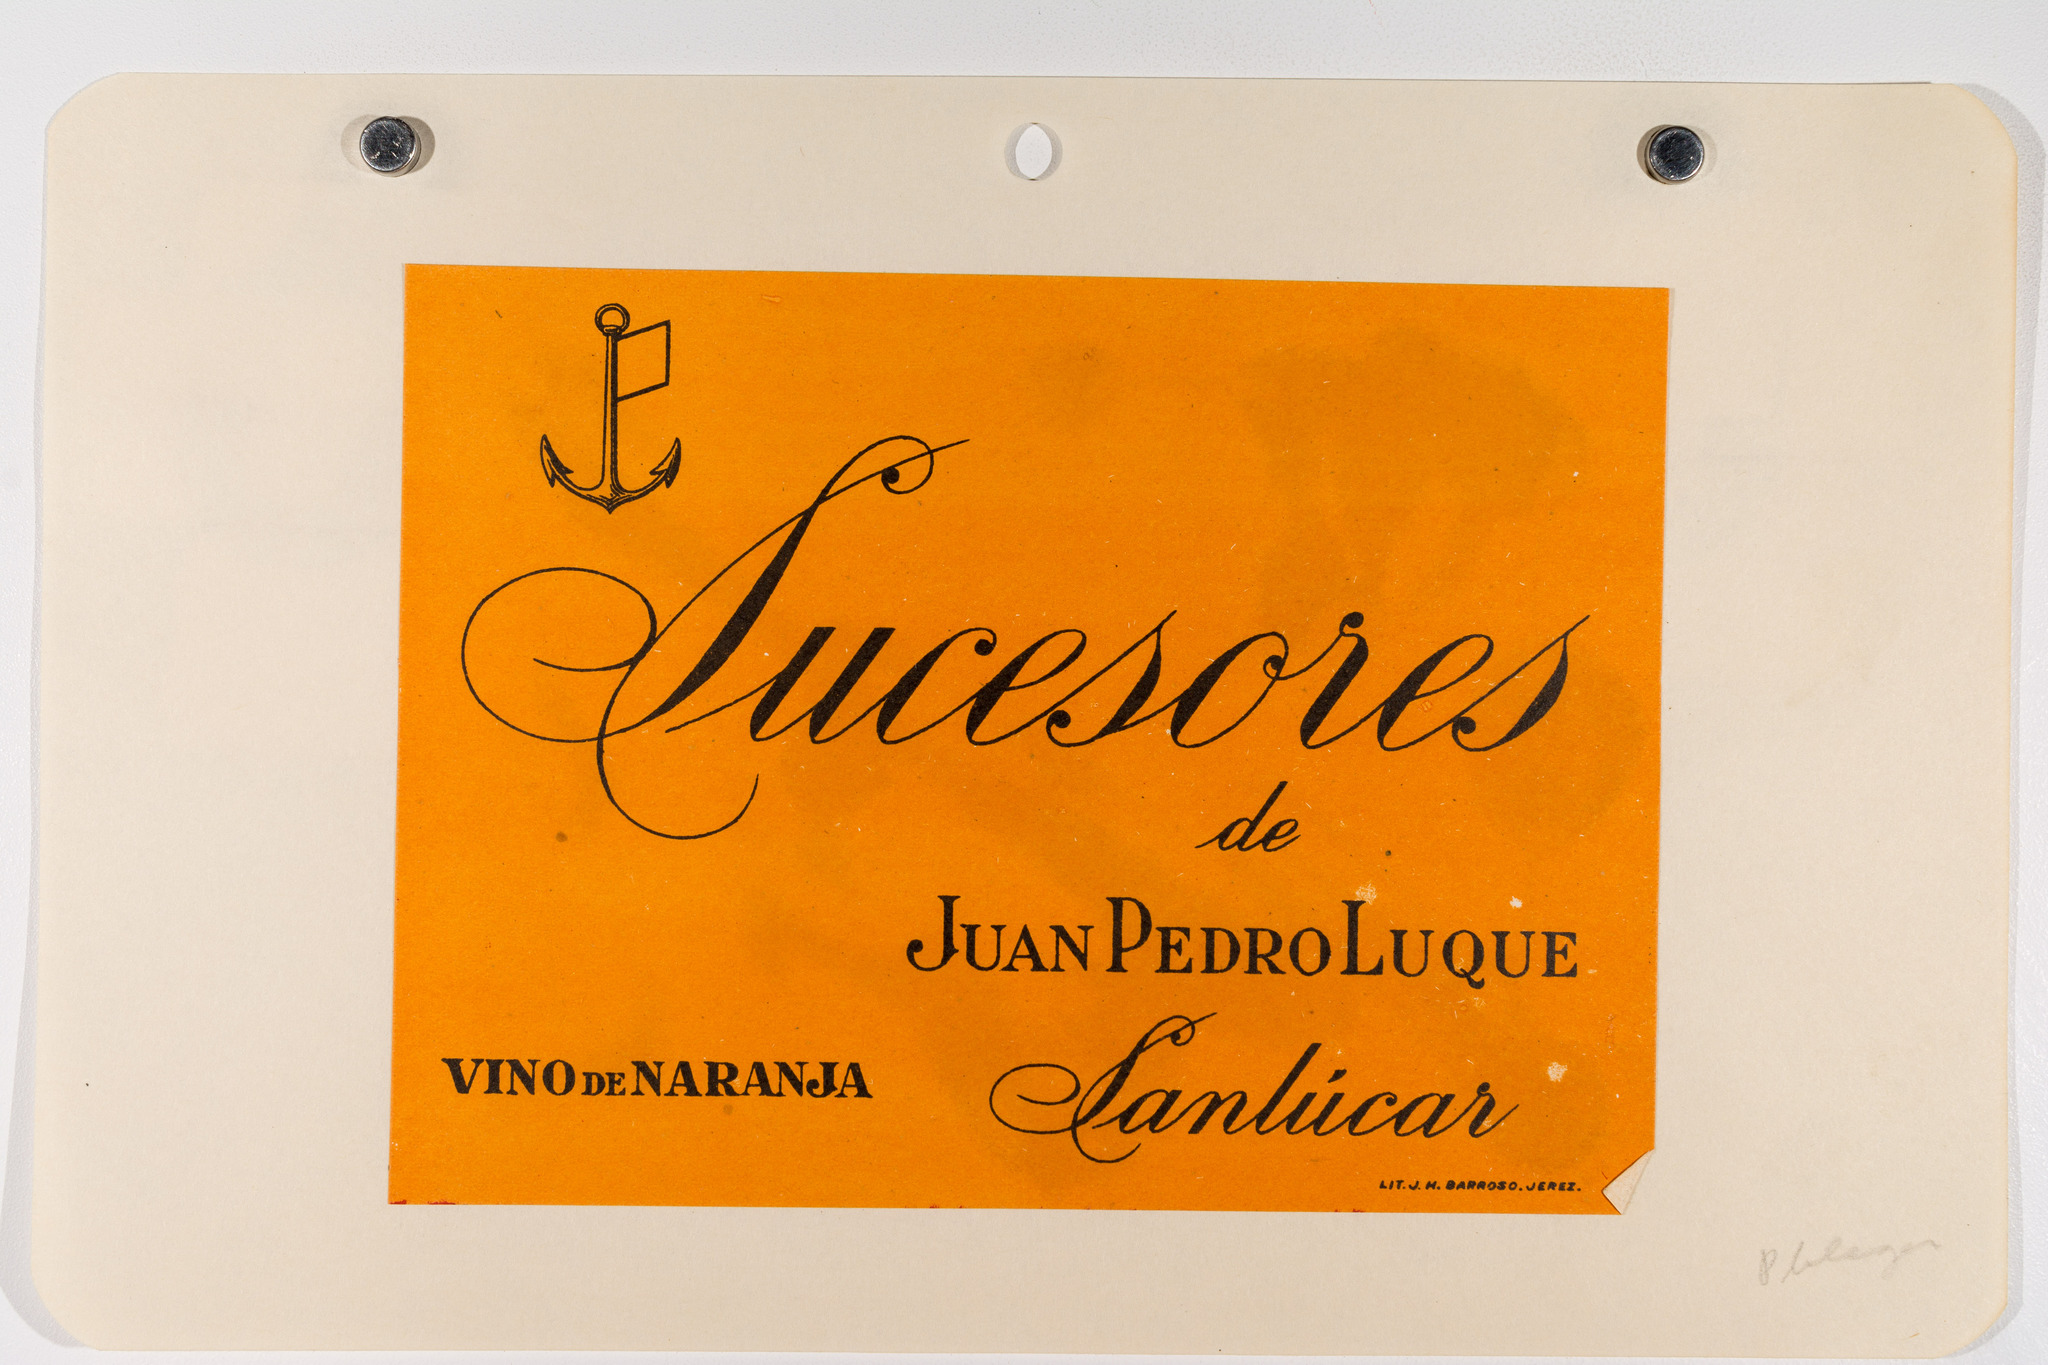 Sucesores
de
JUAN PEDRO LUQUE
Sanlúcar
VINO DE NARANJA
LIT. J. M. BARROSO. JEREZ.